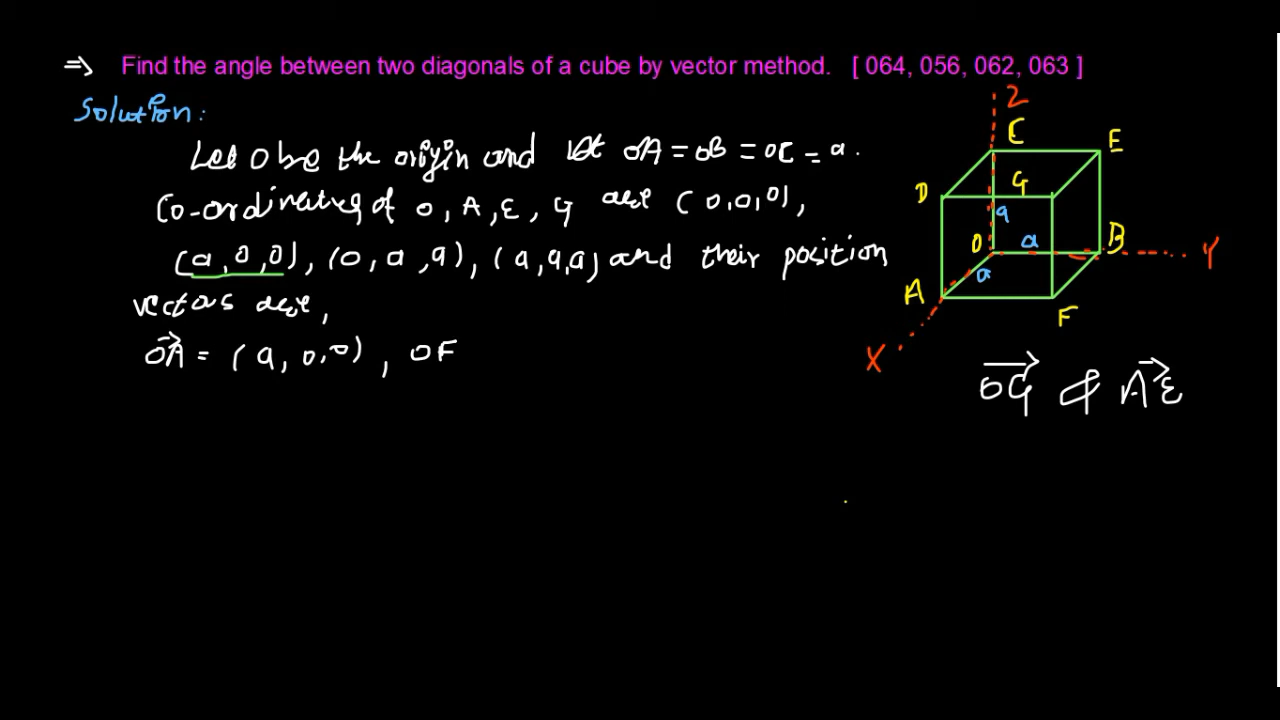 ⇒ Find the angle between two diagonals of a cube by vector method. [ 064, 056, 062, 063 ]
Solution:
Let O be the origin and let OA = OB = OC = a.
Co-ordinates of O, A, E, G are (0,0,0),
(a,0,0), (0,a,a), (a,a,a) and their position
vectors are,
OA = (a,0,0), OF
Z
C
E
D
G
a
O
a
B
Y
a
A
F
X
OG & AE